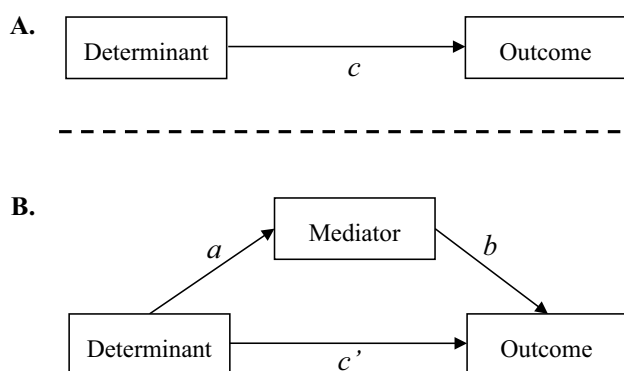 A.
Determinant
Outcome
c
B.
Mediator
a
b
Determinant
Outcome
c’